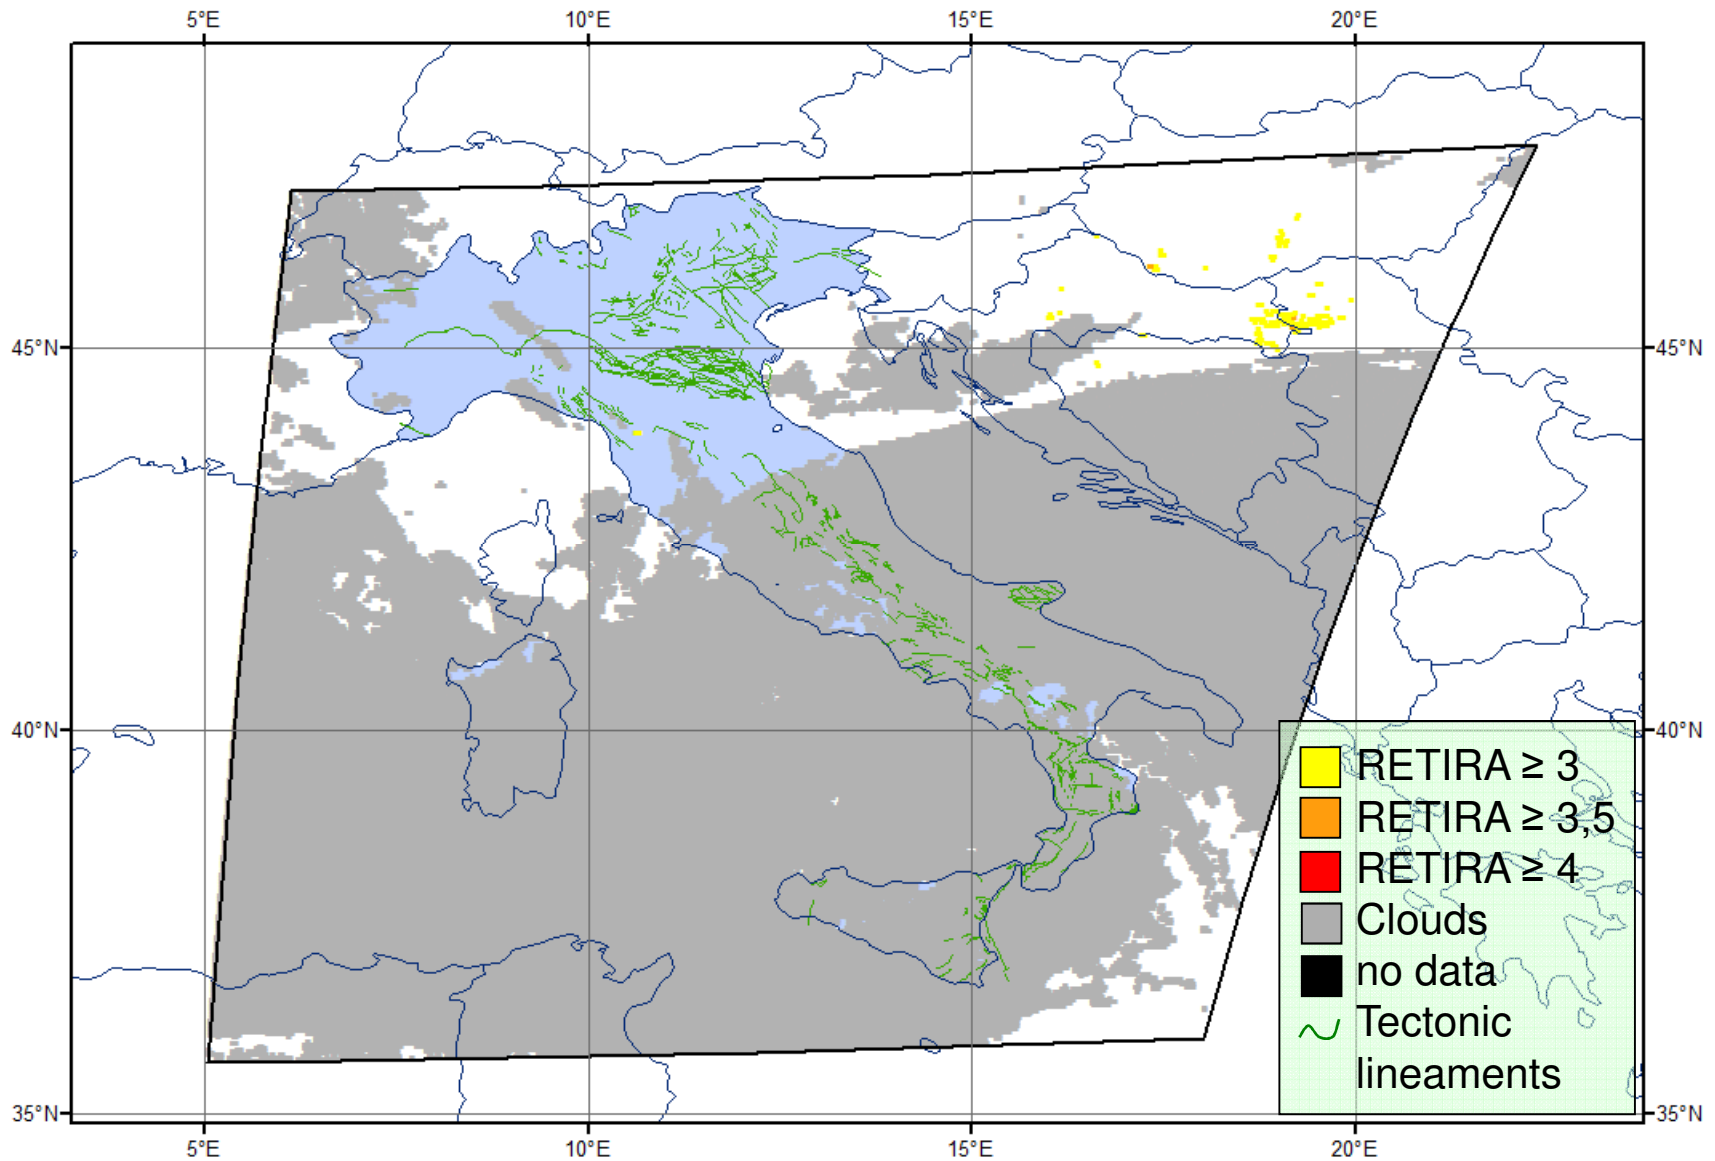 5°E 10°E 15°E 20°E
45°N 45°N
40°N 40°N
RETIRA ≥ 3
RETIRA ≥ 3,5
RETIRA ≥ 4
Clouds
no data
Tectonic
lineaments
35°N 35°N
5°E 10°E 15°E 20°E